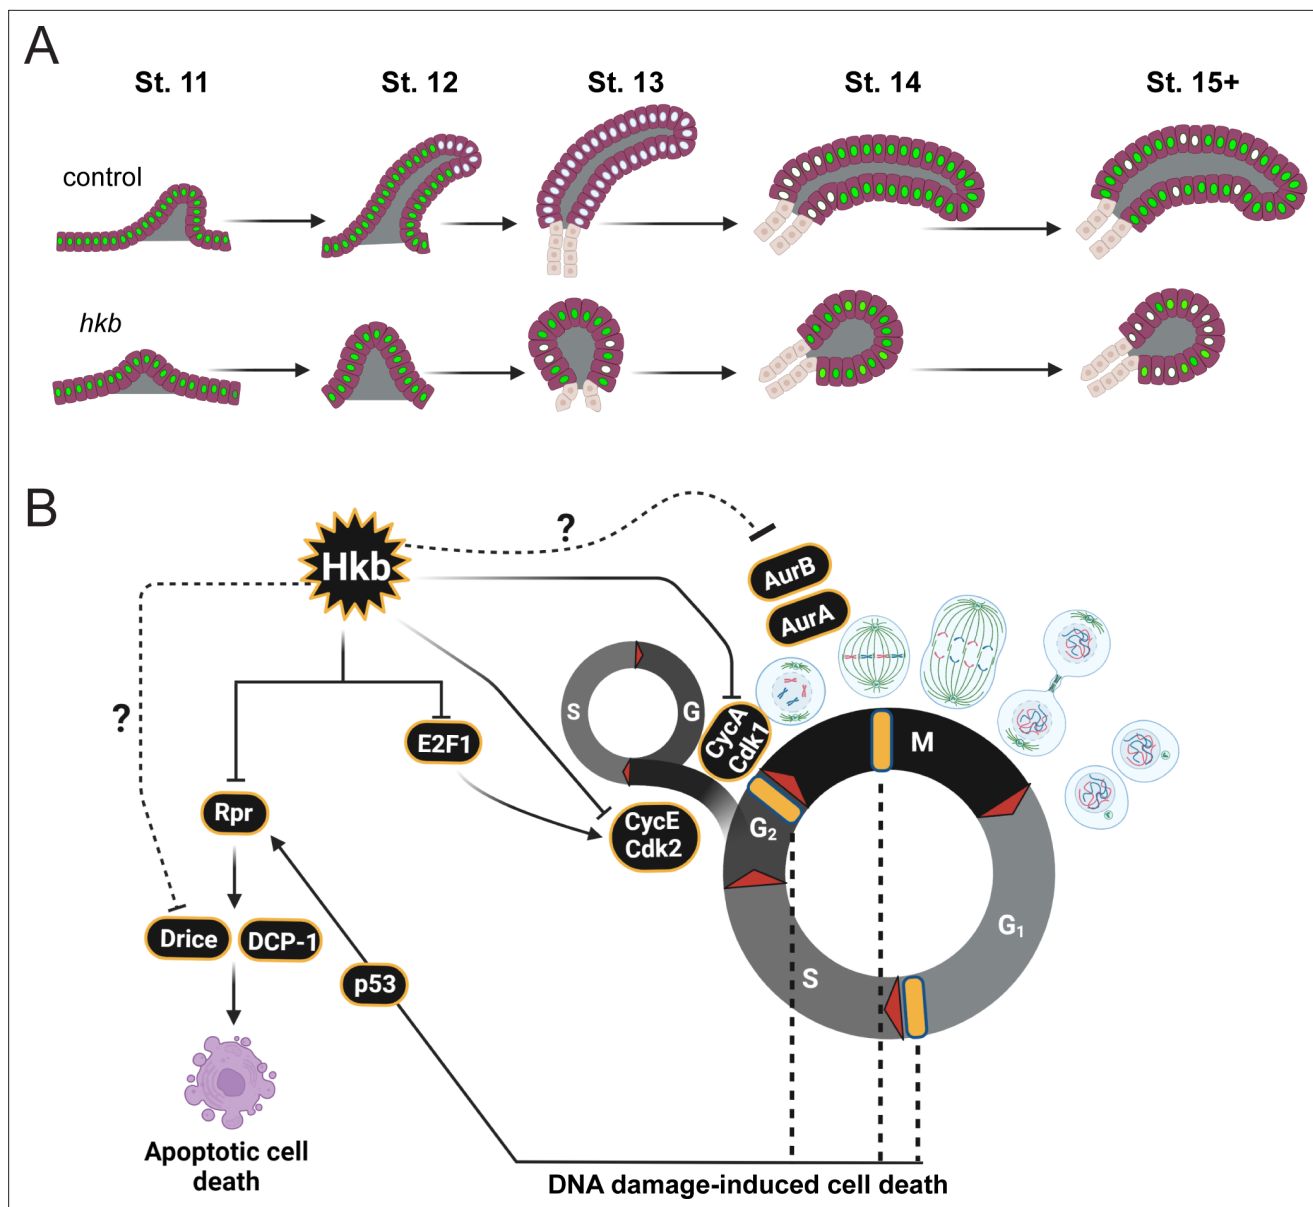 A
St. 11
St. 12
St. 13
St. 14
St. 15+
control
hkb
B
?
Hkb
AurB
AurA
?
S
G
CycA
Cdk1
E2F1
M
Rpr
CycE
Cdk2
G2
G1
Drice
DCP-1
S
p53
Apoptotic cell
death
DNA damage-induced cell death